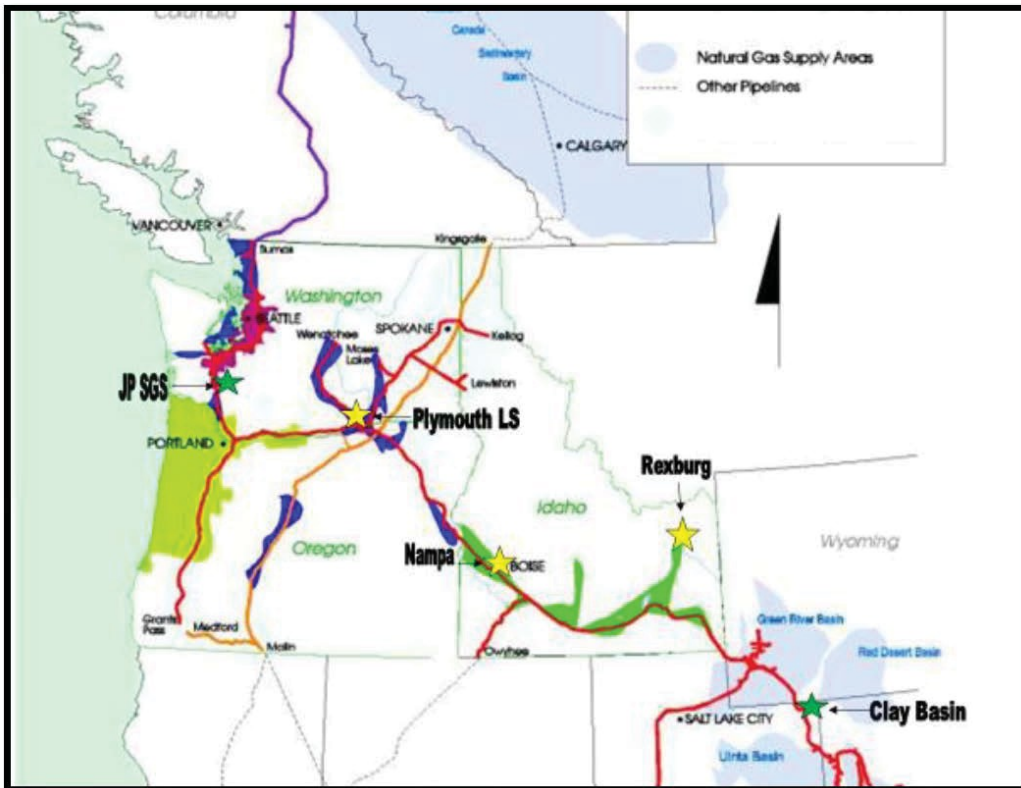 Columbia
Canada
Sedimentary
Basin
Natural Gas Supply Areas
Other Pipelines
CALGARY
VANCOUVER
Sumas
Kingsgate
Washington
SEATTLE
SPOKANE
Wenatchee
Moses
Lake
Kellog
Lewiston
JP SGS
Plymouth LS
PORTLAND
Rexburg
Idaho
Wyoming
Oregon
Nampa
BOISE
Grants
Pass
Medford
Malin
Owyhee
Green River Basin
Red Desert Basin
SALT LAKE CITY
Clay Basin
Uinta Basin